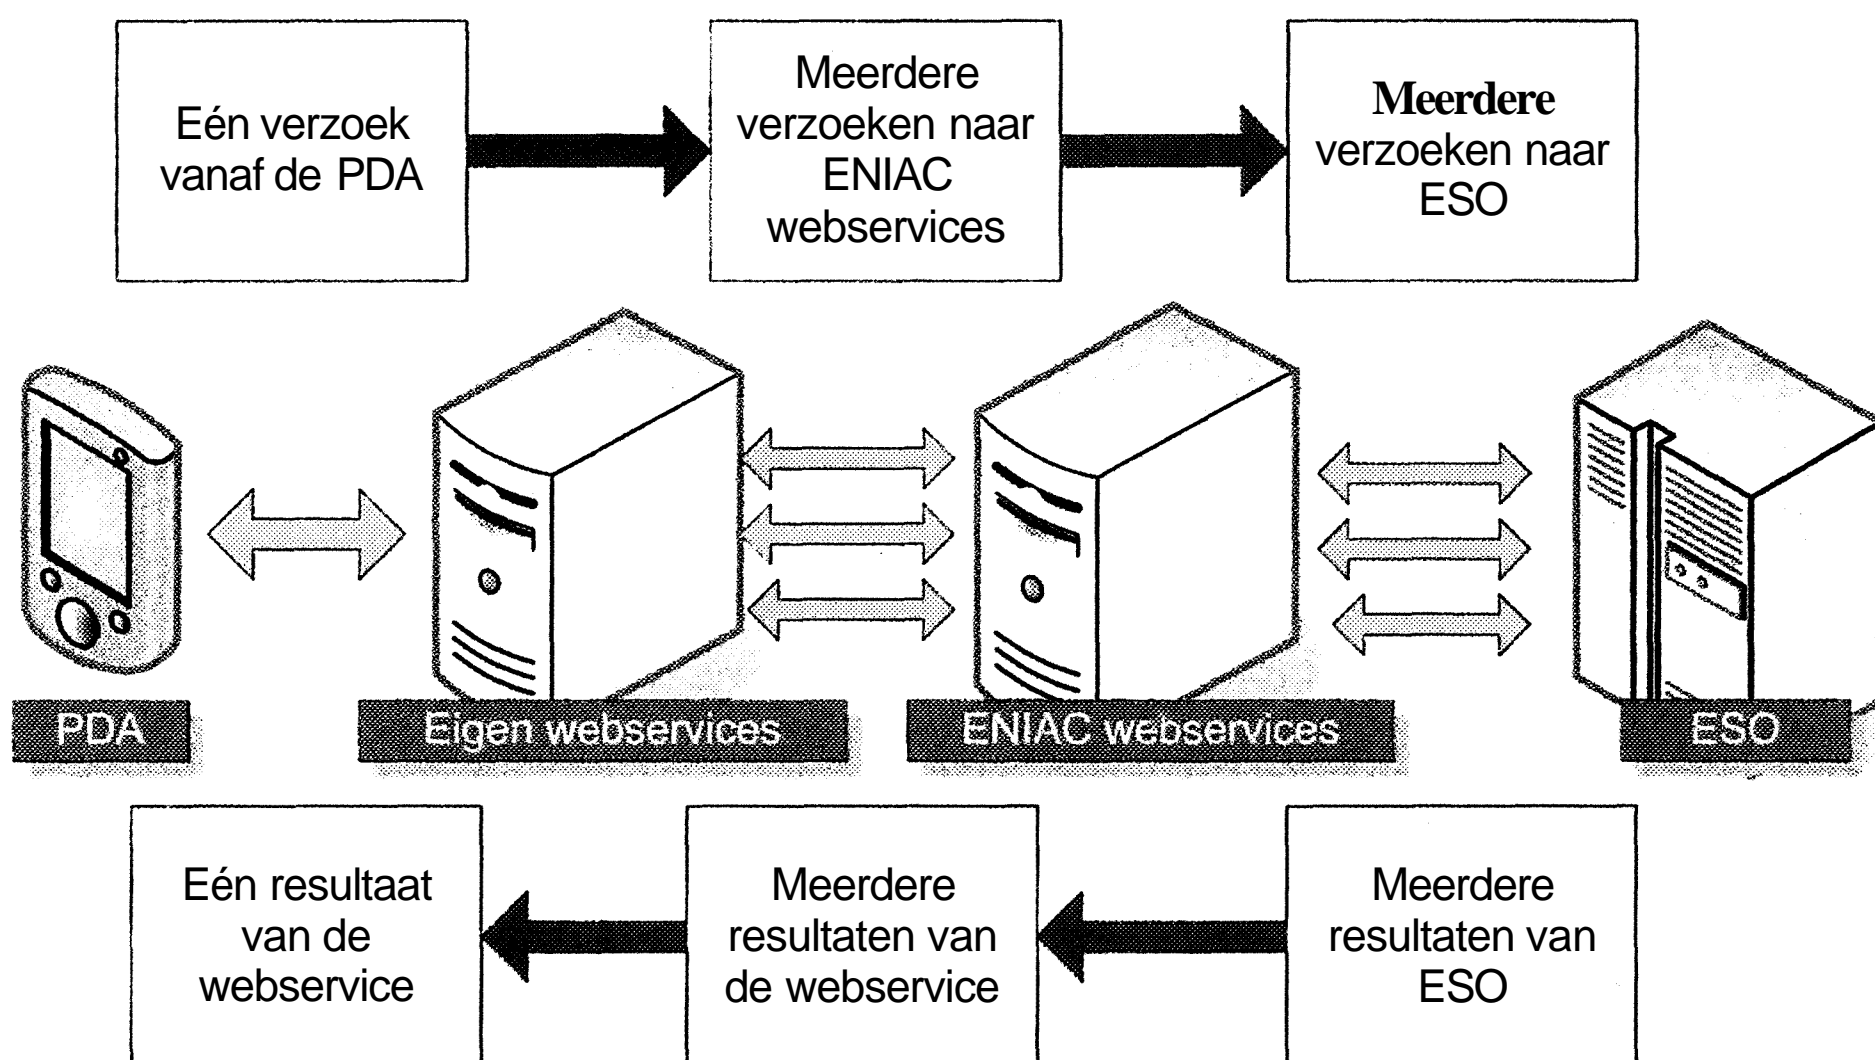 Eén verzoek
vanaf de PDA
Meerdere
verzoeken naar
ENIAC
webservices
Meerdere
verzoeken naar
ESO
PDA
Eigen webservices
ENIAC webservices
ESO
Eén resultaat
van de
webservice
Meerdere
resultaten van
de webservice
Meerdere
resultaten van
ESO